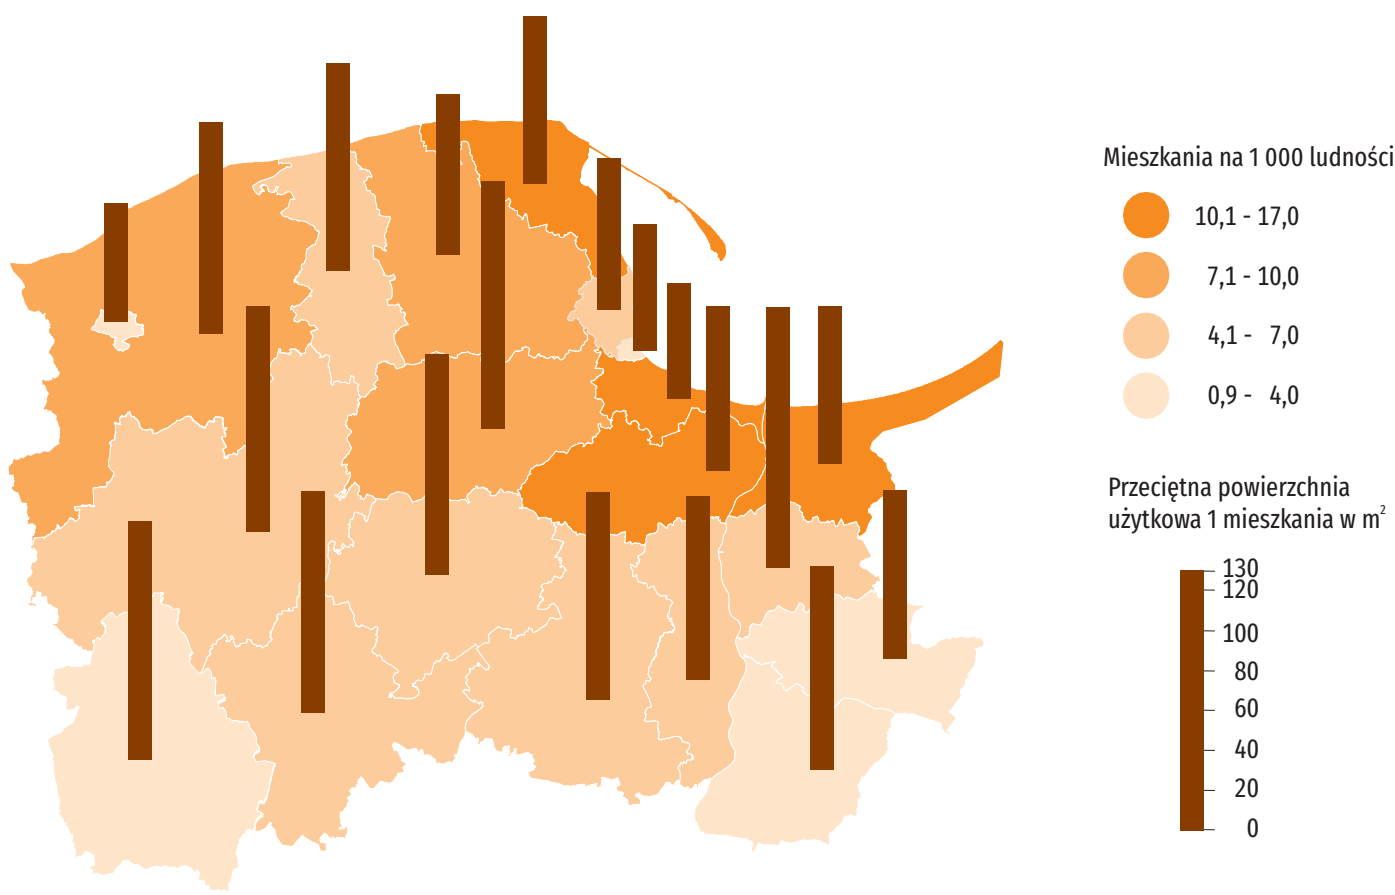 Mieszkania na 1 000 ludności
10,1 - 17,0
7,1 - 10,0
4,1 - 7,0
0,9 - 4,0
Przeciętna powierzchnia
użytkowa 1 mieszkania w m²
130
120
100
80
60
40
20
0